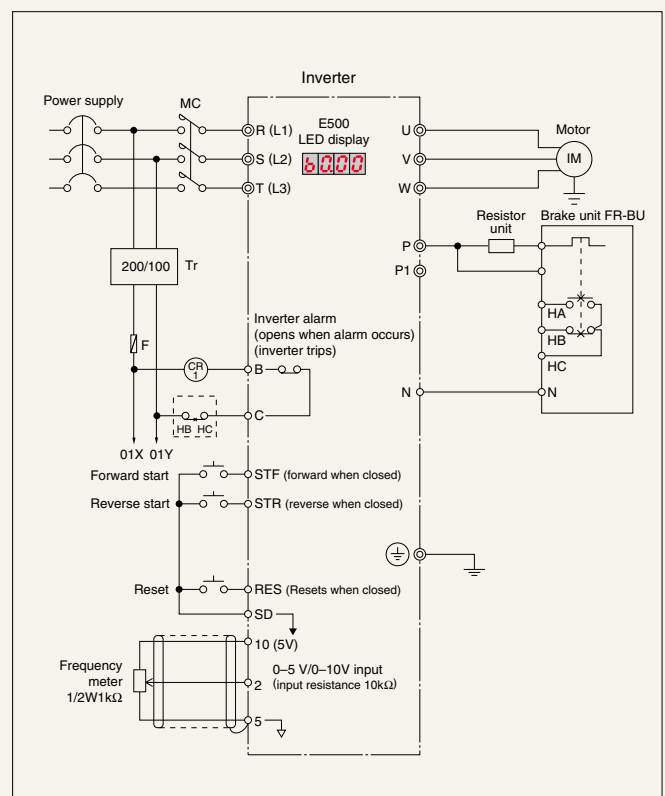 Inverter
Power supply
MC
R (L1)
S (L2)
T (L3)
E500
LED display
60.00
U
V
W
Motor
IM
Resistor
unit
Brake unit FR-BU
P
P1
HA
HB
HC
N
N
200/100
Tr
F
Inverter alarm
(opens when alarm occurs)
(inverter trips)
CR
1
B
C
HB HC
01X 01Y
Forward start
STF (forward when closed)
Reverse start
STR (reverse when closed)
Reset
RES (Resets when closed)
SD
10 (5V)
Frequency
meter
1/2W1kΩ
0–5 V/0–10V input
(input resistance 10kΩ)
2
5